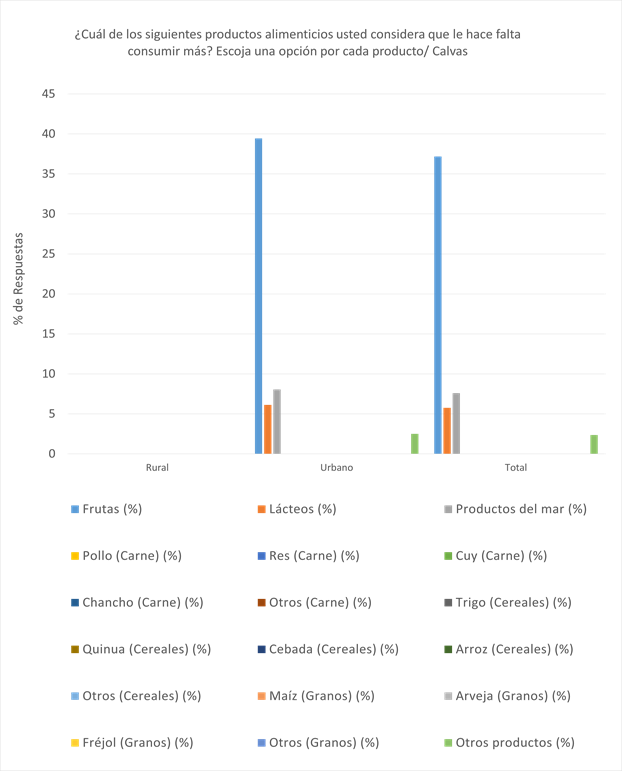 ¿Cuál de los siguientes productos alimenticios usted considera que le hace falta
consumir más? Escoja una opción por cada producto/ Calvas
45
40
35
30
25
20
15
10
5
0
% de Respuestas
Rural Urbano Total
Frutas (%) Lácteos (%) Productos del mar (%)
Pollo (Carne) (%) Res (Carne) (%) Cuy (Carne) (%)
Chancho (Carne) (%) Otros (Carne) (%) Trigo (Cereales) (%)
Quinua (Cereales) (%) Cebada (Cereales) (%) Arroz (Cereales) (%)
Otros (Cereales) (%) Maíz (Granos) (%) Arveja (Granos) (%)
Fréjol (Granos) (%) Otros (Granos) (%) Otros productos (%)